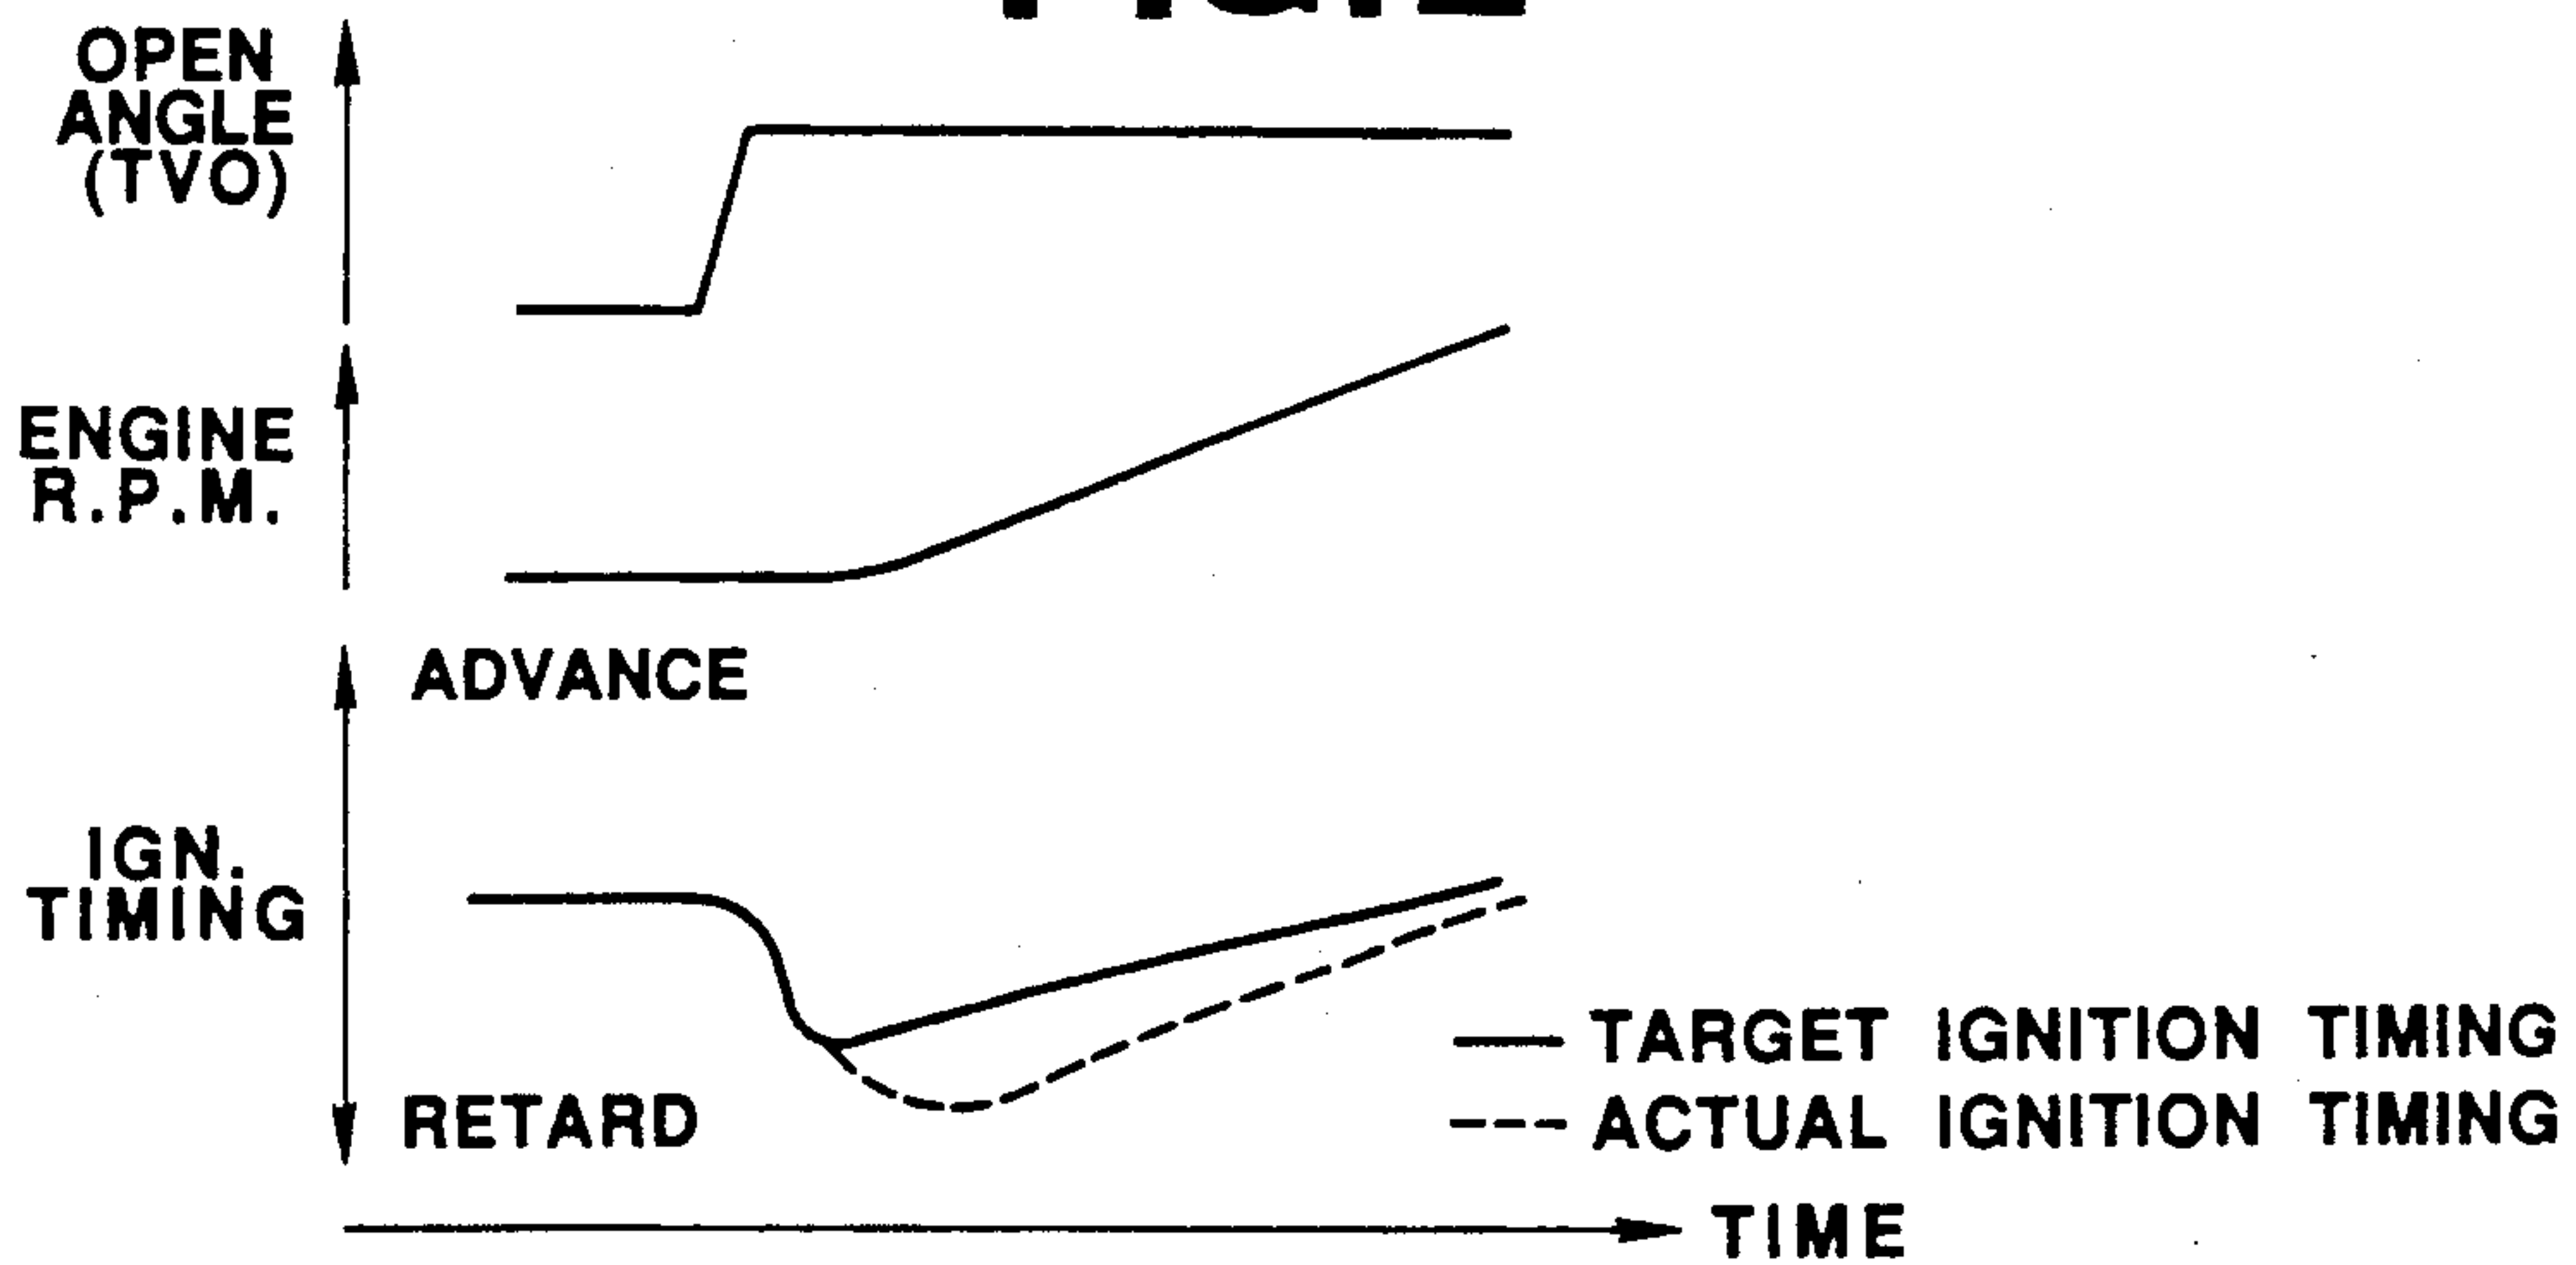 OPEN
ANGLE
(TVO)
ENGINE
R.P.M.
ADVANCE
IGN.
TIMING
RETARD
TARGET IGNITION TIMING
ACTUAL IGNITION TIMING
TIME